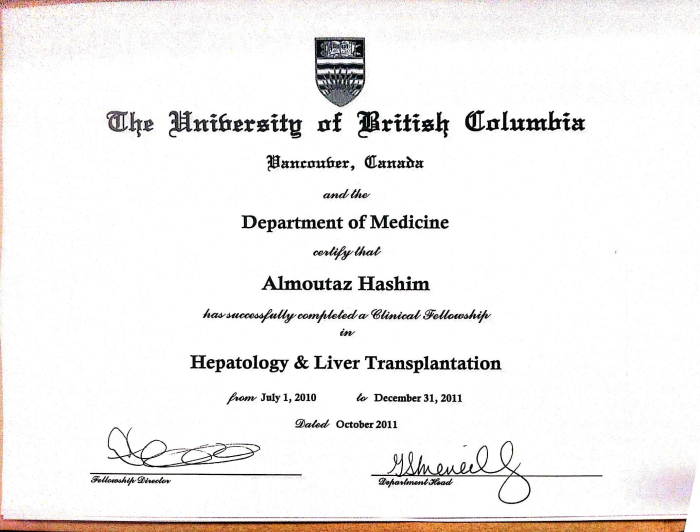 The University of British Columbia
Vancouver, Canada
and the
Department of Medicine
certify that
Almoutaz Hashim
has successfully completed a Clinical Fellowship
in
Hepatology & Liver Transplantation
from July 1, 2010 to December 31, 2011
Dated October 2011
Fellowship Director Department Head